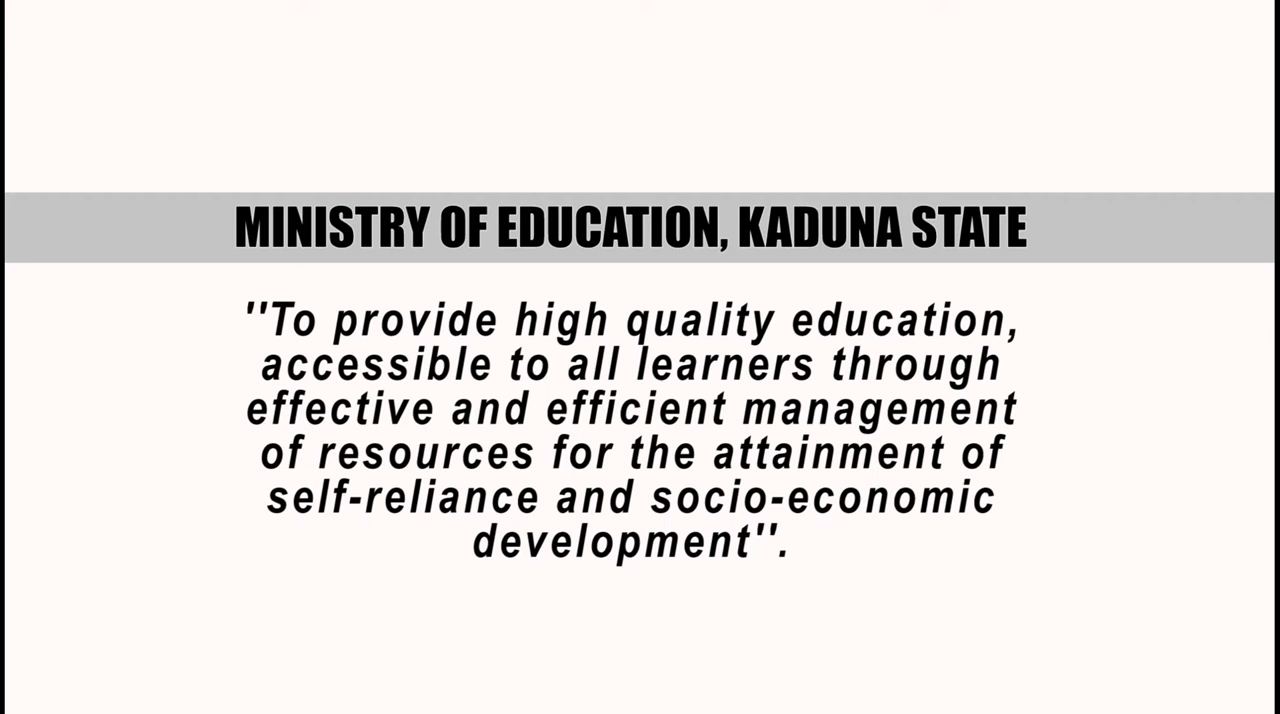 MINISTRY OF EDUCATION, KADUNA STATE
''To provide high quality education,
accessible to all learners through
effective and efficient management
of resources for the attainment of
self-reliance and socio-economic
development''.